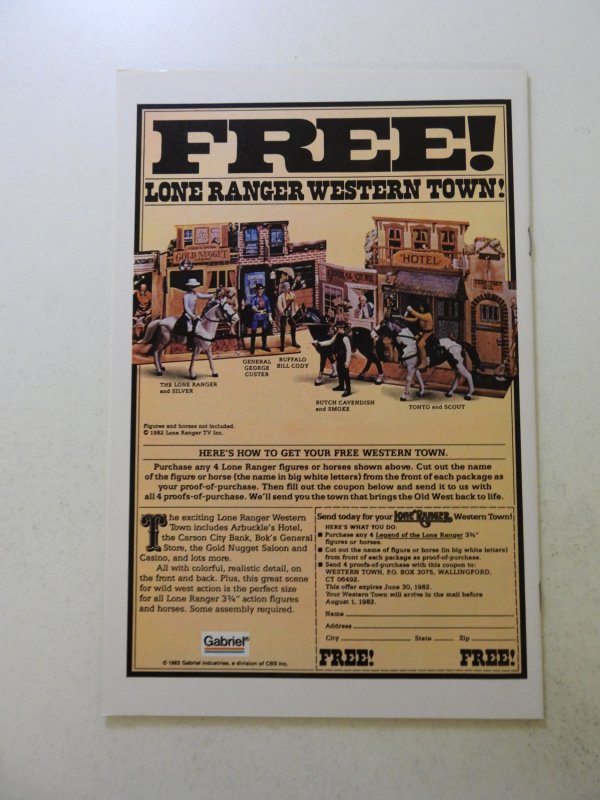 FREE!
LONE RANGER WESTERN TOWN!
GOLD NUGGET
GENERAL STORE
HOTEL
THE LONE RANGER
and SILVER
GENERAL
GEORGE
CUSTER
BUFFALO
BILL CODY
BUTCH CAVENDISH
and SMOKE
TONTO and SCOUT
Figures and horses not included.
© 1982 Lone Ranger TV Inc.
HERE'S HOW TO GET YOUR FREE WESTERN TOWN.
Purchase any 4 Lone Ranger figures or horses shown above. Cut out the name
of the figure or horse (the name in big white letters) from the front of each package as
your proof-of-purchase. Then fill out the coupon below and send it to us with
all 4 proofs-of-purchase. We'll send you the town that brings the Old West back to life.
The exciting Lone Ranger Western
Town includes Arbuckle's Hotel,
the Carson City Bank, Bok's General
Store, the Gold Nugget Saloon and
Casino, and lots more.
All with colorful, realistic detail, on
the front and back. Plus, this great scene
for wild west action is the perfect size
for all Lone Ranger 3¾" action figures
and horses. Some assembly required.
Gabriel®
© 1982 Gabriel Industries, a division of CBS Inc.
Send today for your LONE RANGER Western Town!
HERE'S WHAT YOU DO:
■ Purchase any 4 Legend of the Lone Ranger 3¾"
figures or horses.
■ Cut out name of figure or horse (in big white letters)
from front of each package as proof-of-purchase.
■ Send 4 proofs-of-purchase with this coupon to:
WESTERN TOWN, P.O. BOX 3075, WALLINGFORD,
CT 06492.
This offer expires June 30, 1982.
Your Western Town will arrive in the mail before
August 1, 1982.
Name
Address
City State Zip
FREE! FREE!